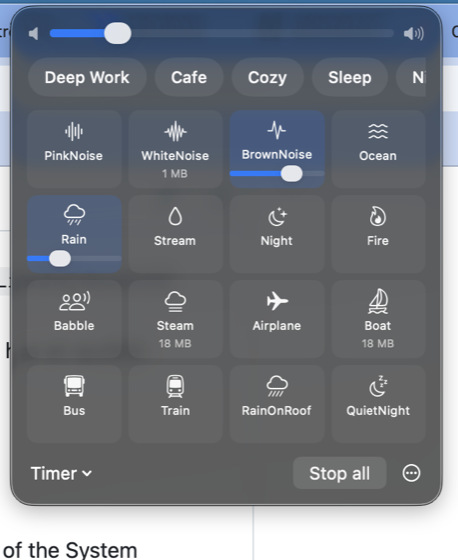 Deep Work Cafe Cozy Sleep
PinkNoise WhiteNoise BrownNoise Ocean
1 MB
Rain Stream Night Fire
Babble Steam Airplane Boat
18 MB 18 MB
Bus Train RainOnRoof QuietNight
Timer Stop all
of the System